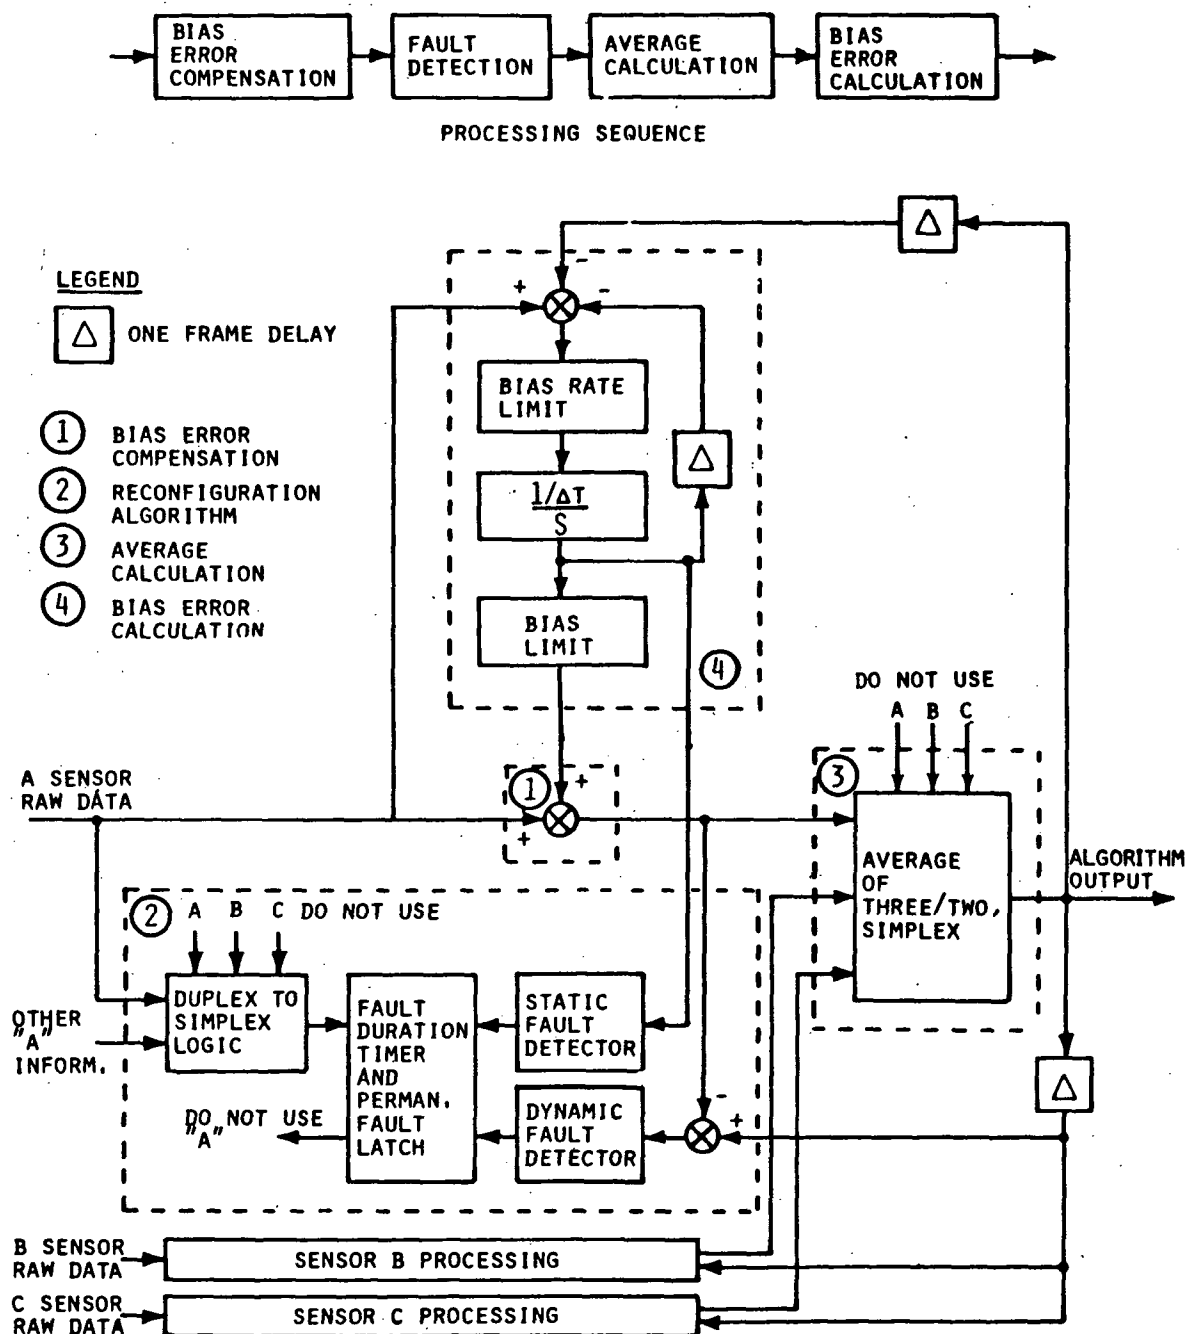 BIAS
ERROR
COMPENSATION
FAULT
DETECTION
AVERAGE
CALCULATION
BIAS
ERROR
CALCULATION
PROCESSING SEQUENCE
Δ
LEGEND
Δ ONE FRAME DELAY
① BIAS ERROR
COMPENSATION
② RECONFIGURATION
ALGORITHM
③ AVERAGE
CALCULATION
④ BIAS ERROR
CALCULATION
-
+ -
BIAS RATE
LIMIT
Δ
1/ΔT
S
BIAS
LIMIT
④
DO NOT USE
A B C
A SENSOR
RAW DATA
①
+
+
③
AVERAGE
OF
THREE/TWO,
SIMPLEX
ALGORITHM
OUTPUT
② A B C DO NOT USE
DUPLEX TO
SIMPLEX
LOGIC
OTHER
"A"
INFORM.
FAULT
DURATION
TIMER
AND
PERMAN.
FAULT
LATCH
STATIC
FAULT
DETECTOR
DYNAMIC
FAULT
DETECTOR
-
+
Δ
DO NOT USE
"A"
B SENSOR
RAW DATA
SENSOR B PROCESSING
C SENSOR
RAW DATA
SENSOR C PROCESSING